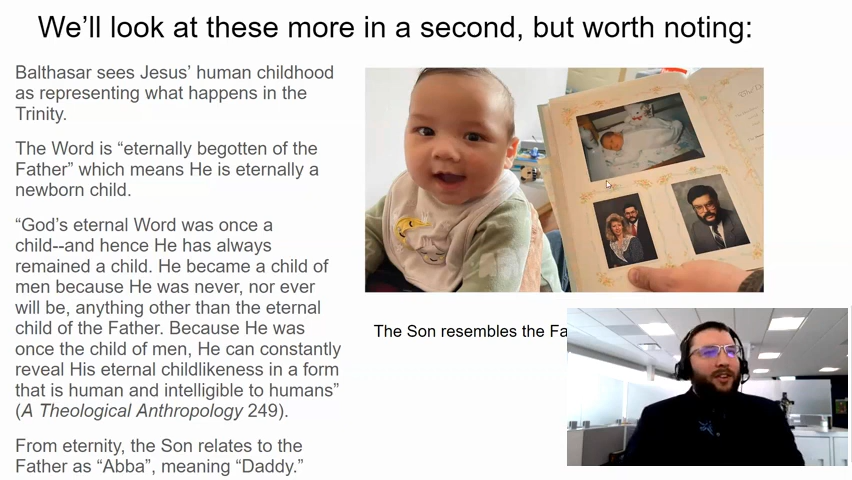 We’ll look at these more in a second, but worth noting:
Balthasar sees Jesus’ human childhood
as representing what happens in the
Trinity.
The Word is “eternally begotten of the
Father” which means He is eternally a
newborn child.
“God’s eternal Word was once a
child--and hence He has always
remained a child. He became a child of
men because He was never, nor ever
will be, anything other than the eternal
child of the Father. Because He was
once the child of men, He can constantly
reveal His eternal childlikeness in a form
that is human and intelligible to humans”
(A Theological Anthropology 249).
From eternity, the Son relates to the
Father as “Abba”, meaning “Daddy.”
The Son resembles the